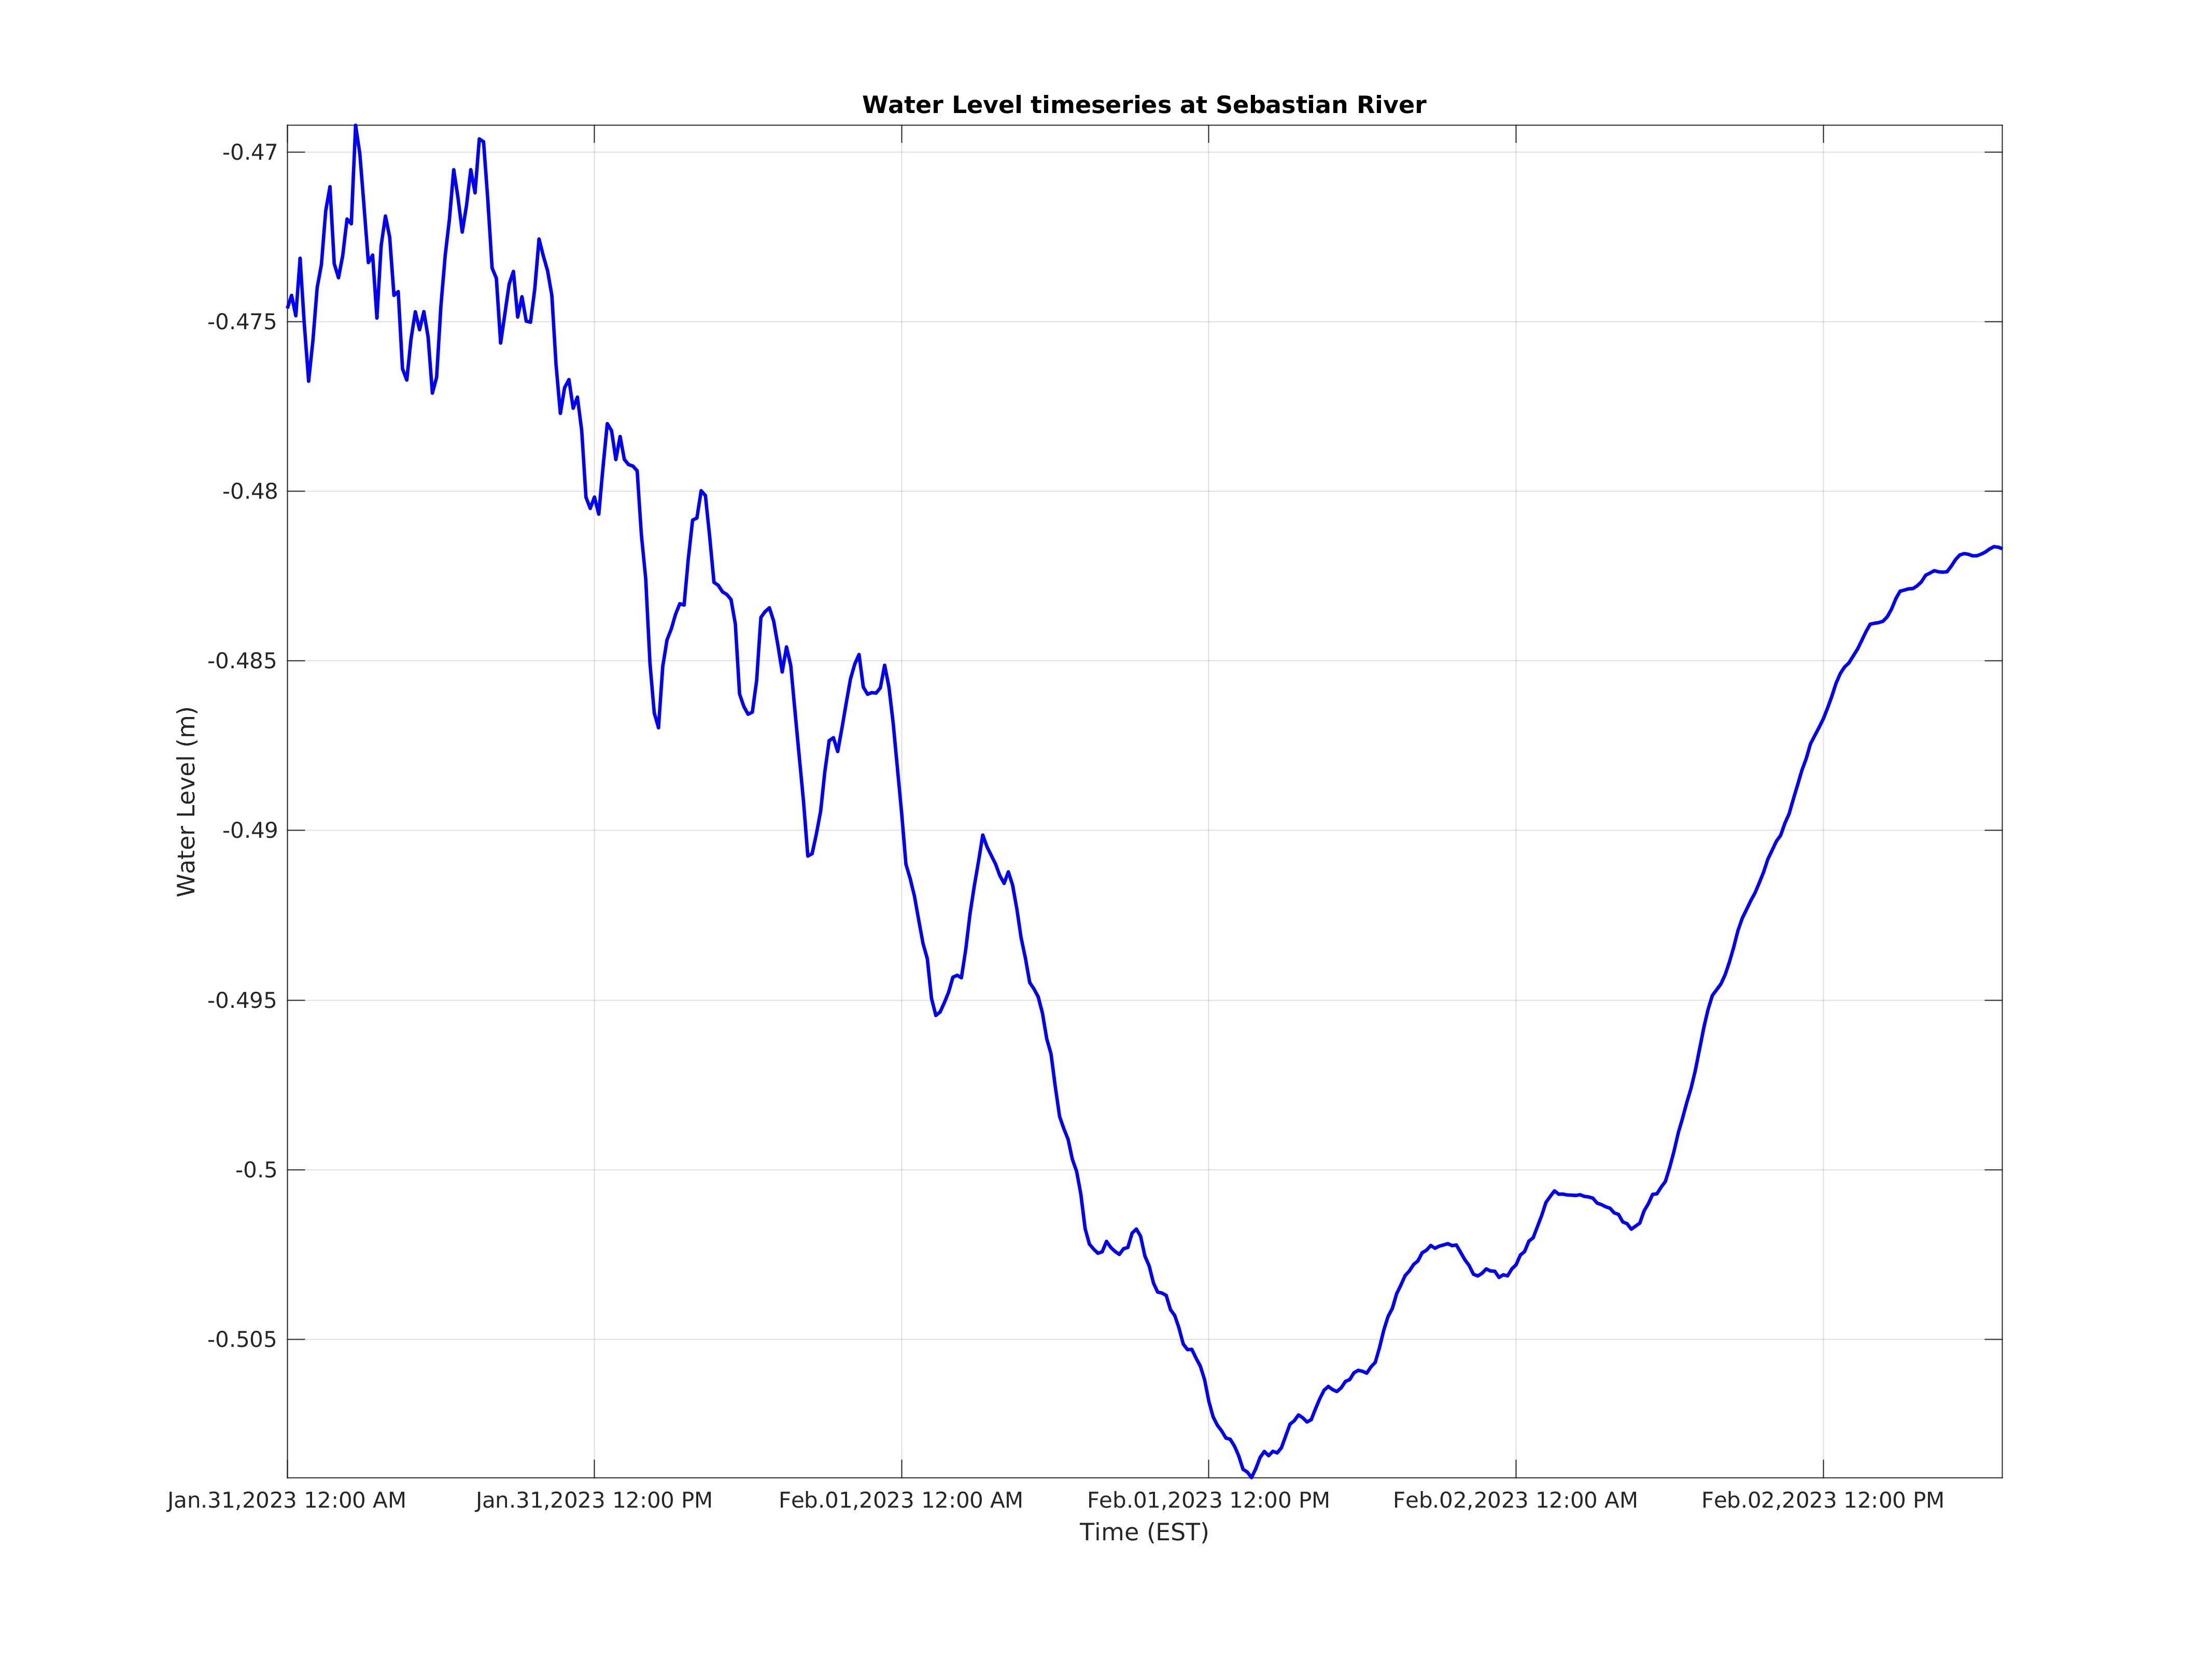 Water Level timeseries at Sebastian River
-0.47
-0.475
-0.48
-0.485
-0.49
-0.495
-0.5
-0.505
Water Level (m)
Jan.31,2023 12:00 AM
Jan.31,2023 12:00 PM
Feb.01,2023 12:00 AM
Feb.01,2023 12:00 PM
Feb.02,2023 12:00 AM
Feb.02,2023 12:00 PM
Time (EST)